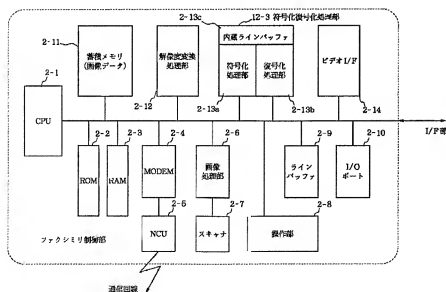 2-13c
12-3 符号化復号化処理部
2-11
蓄積メモリ
(画像データ)
解像度変換
処理部
2-12
内蔵ラインバッファ
符号化
処理部
復号化
処理部
2-13a
2-13b
ビデオI/F
2-14
2-1
CPU
I/F部
2-2
2-3
2-4
2-6
2-9
2-10
ROM
RAM
MODEM
画像
処理部
ライン
バッファ
I/O
ポート
2-5
2-7
2-8
NCU
スキャナ
操作部
ファクシミリ制御部
通信回線